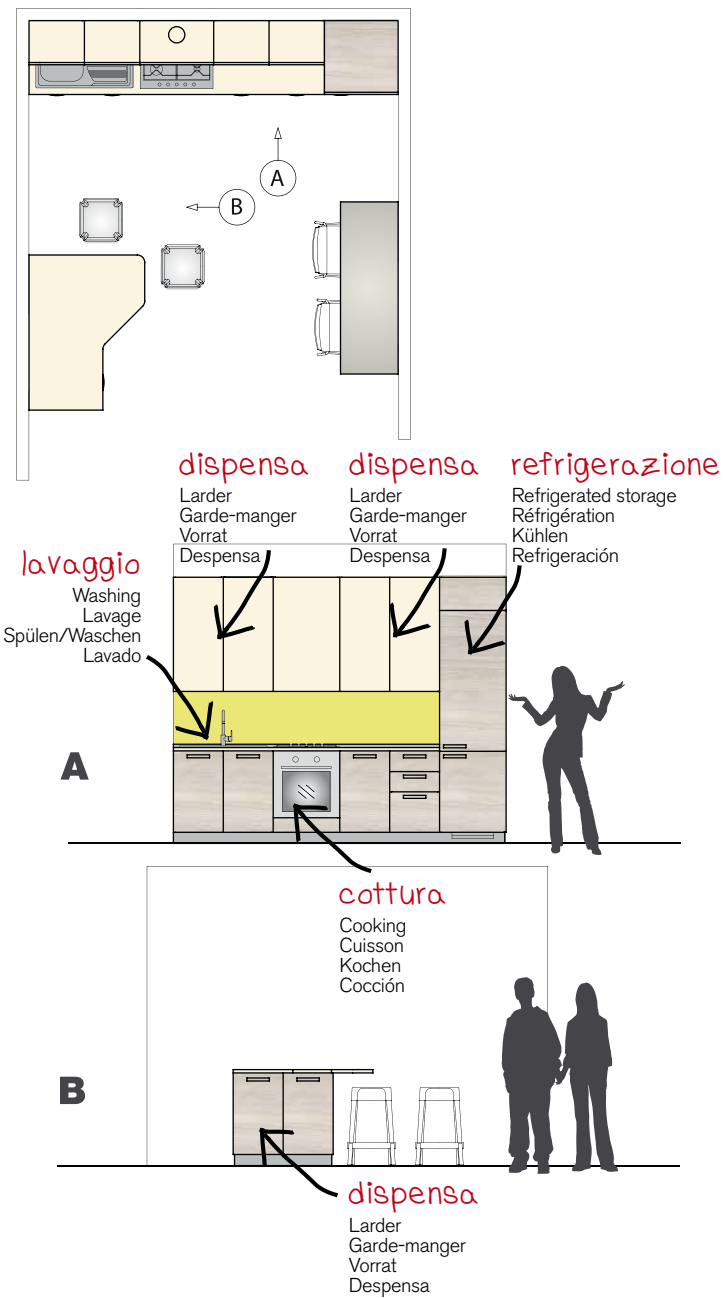 A
B
dispensa
Larder
Garde-manger
Vorrat
Despensa
dispensa
Larder
Garde-manger
Vorrat
Despensa
refrigerazione
Refrigerated storage
Réfrigération
Kühlen
Refrigeración
lavaggio
Washing
Lavage
Spülen/Waschen
Lavado
A
cottura
Cooking
Cuisson
Kochen
Cocción
B
dispensa
Larder
Garde-manger
Vorrat
Despensa